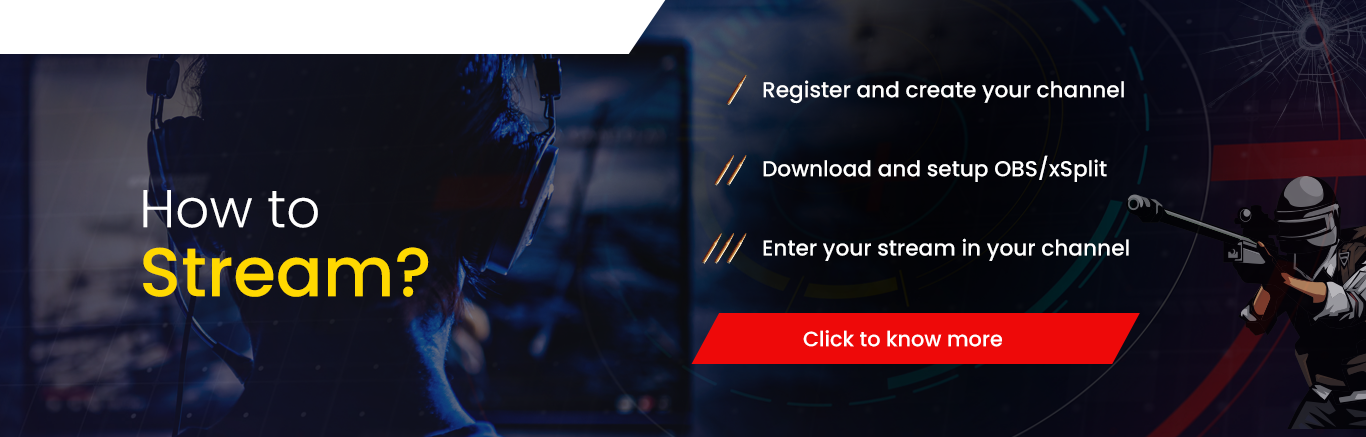 How to
Stream?
Register and create your channel
Download and setup OBS/xSplit
Enter your stream in your channel
Click to know more